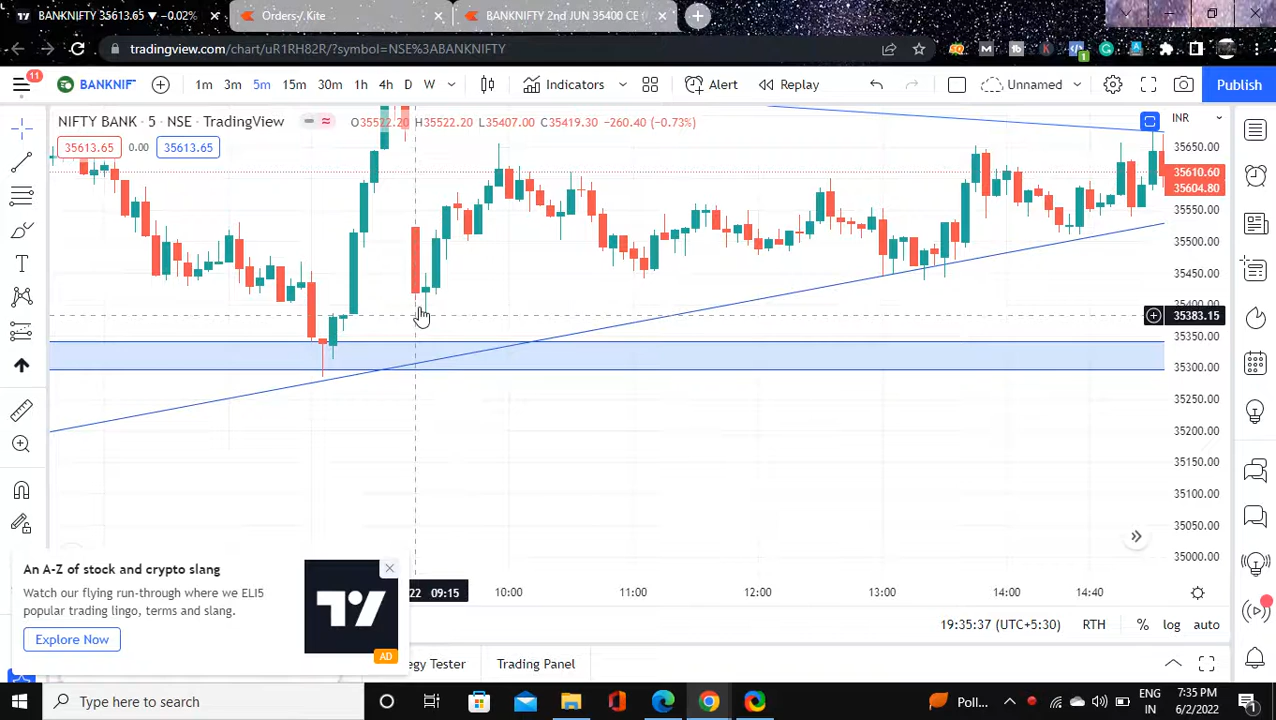 BANKNIFTY 35613.65 ▼ −0.02%
Orders / Kite
BANKNIFTY 2nd JUN 35400 CE (
tradingview.com/chart/uR1RH82R/?symbol=NSE%3ABANKNIFTY
1
11
BANKNIF
1m 3m 5m 15m 30m 1h 4h D W
Indicators
Alert
Replay
Unnamed
Publish
NIFTY BANK · 5 · NSE · TradingView
O35522.20 H35522.20 L35407.00 C35419.30 −260.40 (−0.73%)
INR
35613.65 0.00 35613.65
35650.00
35610.60
35604.80
35550.00
35500.00
35450.00
35400.00
35383.15
35350.00
35300.00
35250.00
35200.00
35150.00
35100.00
35050.00
35000.00
An A-Z of stock and crypto slang
Watch our flying run-through where we ELI5
popular trading lingo, terms and slang.
Explore Now
AD
22 09:15 10:00 11:00 12:00 13:00 14:00 14:40
19:35:37 (UTC+5:30) RTH % log auto
egy Tester
Trading Panel
Type here to search
Poll...
ENG
IN
7:35 PM
6/2/2022
1